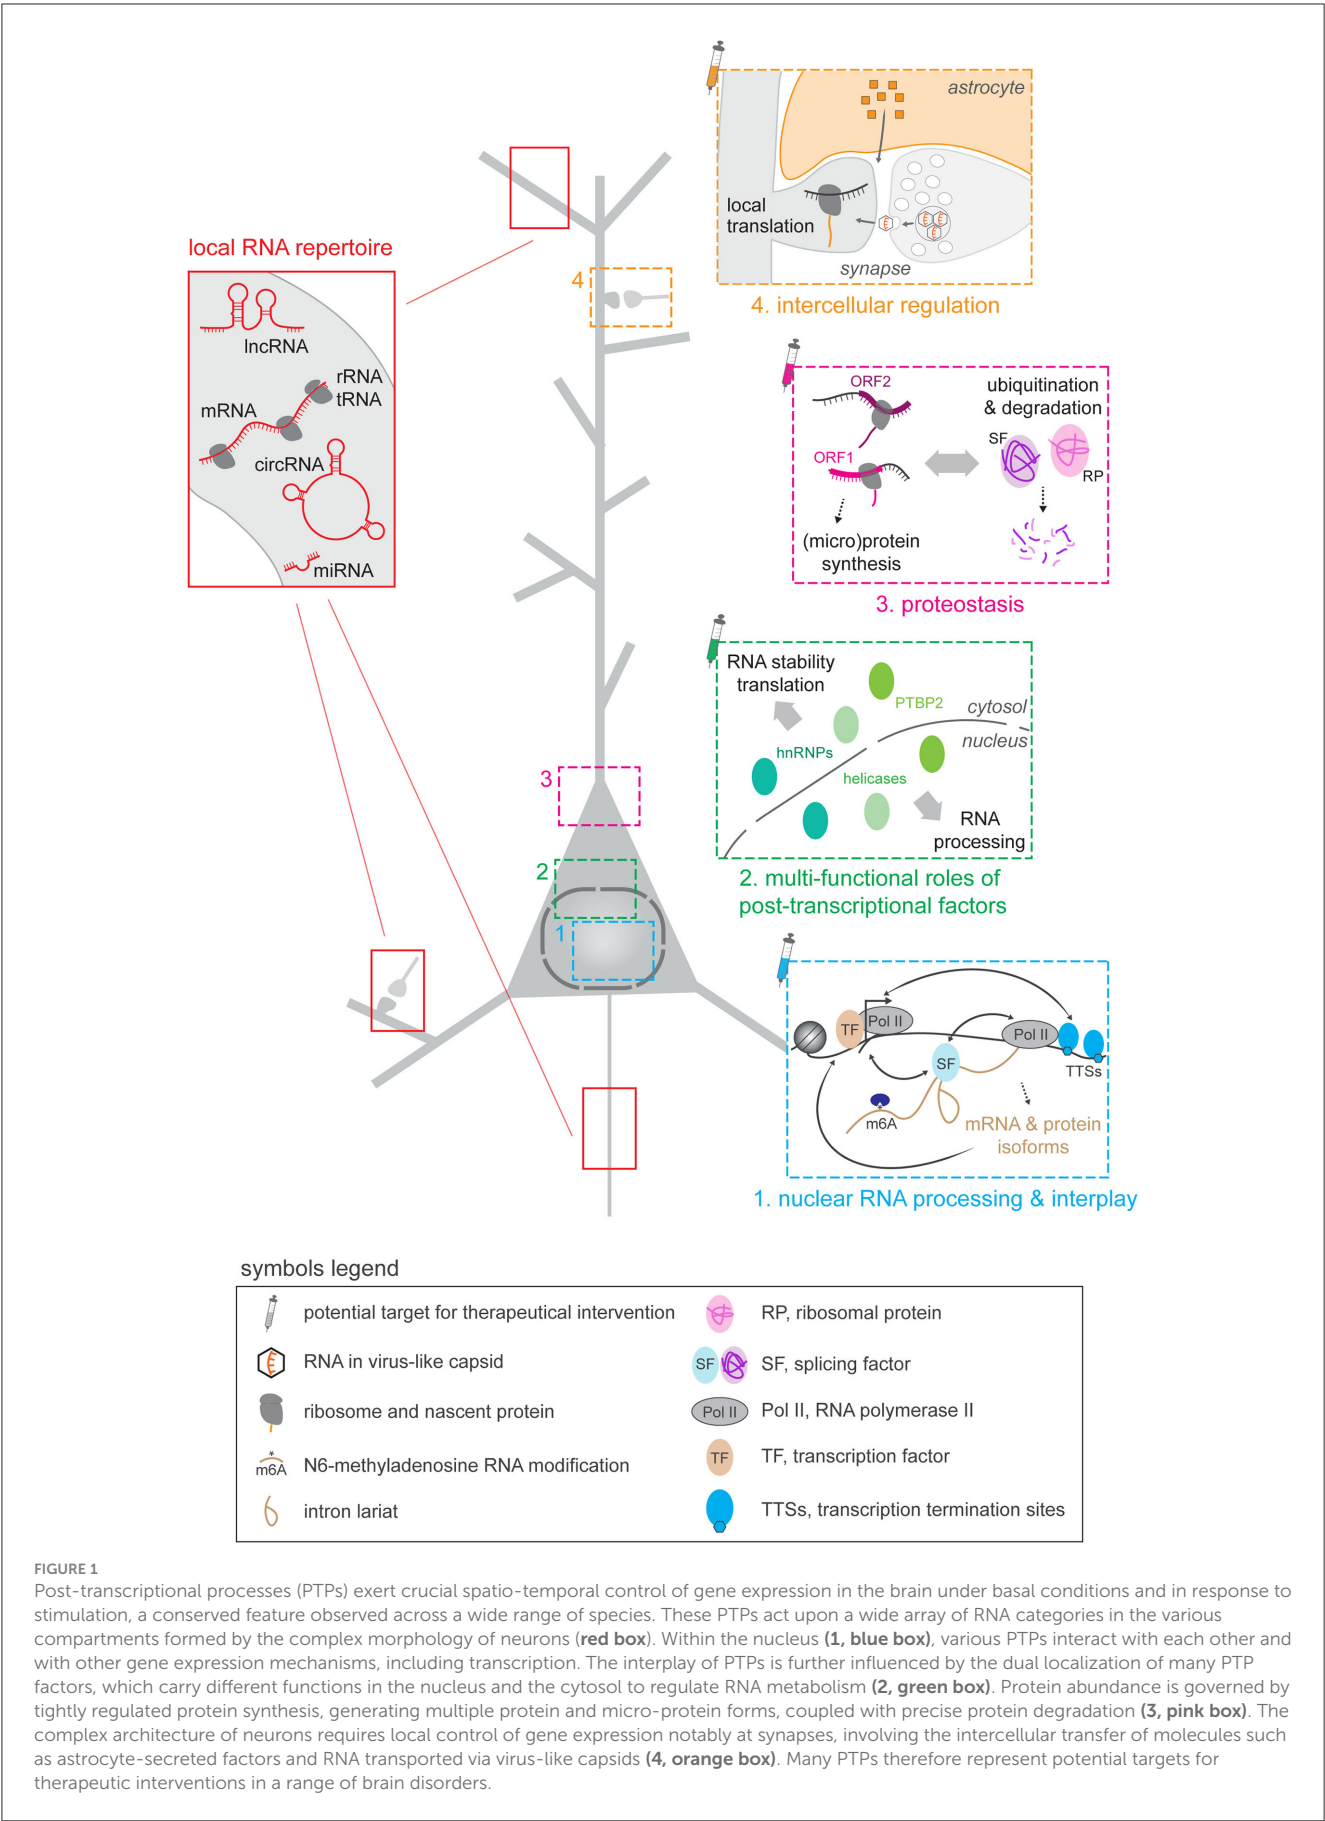 astrocyte
local
translation
synapse
4. intercellular regulation
local RNA repertoire
lncRNA
rRNA
tRNA
mRNA
circRNA
miRNA
4
ORF2
ubiquitination
& degradation
SF
ORF1
RP
(micro)protein
synthesis
3. proteostasis
RNA stability
translation
PTBP2
cytosol
nucleus
hnRNPs
helicases
RNA
processing
2. multi-functional roles of
post-transcriptional factors
3
2
1
TF
Pol II
Pol II
SF
TTSs
m6A
mRNA & protein
isoforms
1. nuclear RNA processing & interplay
symbols legend
potential target for therapeutical intervention
RNA in virus-like capsid
ribosome and nascent protein
m6A
N6-methyladenosine RNA modification
intron lariat
RP, ribosomal protein
SF
SF, splicing factor
Pol II
Pol II, RNA polymerase II
TF
TF, transcription factor
TTSs, transcription termination sites
FIGURE 1
Post-transcriptional processes (PTPs) exert crucial spatio-temporal control of gene expression in the brain under basal conditions and in response to
stimulation, a conserved feature observed across a wide range of species. These PTPs act upon a wide array of RNA categories in the various
compartments formed by the complex morphology of neurons (red box). Within the nucleus (1, blue box), various PTPs interact with each other and
with other gene expression mechanisms, including transcription. The interplay of PTPs is further influenced by the dual localization of many PTP
factors, which carry different functions in the nucleus and the cytosol to regulate RNA metabolism (2, green box). Protein abundance is governed by
tightly regulated protein synthesis, generating multiple protein and micro-protein forms, coupled with precise protein degradation (3, pink box). The
complex architecture of neurons requires local control of gene expression notably at synapses, involving the intercellular transfer of molecules such
as astrocyte-secreted factors and RNA transported via virus-like capsids (4, orange box). Many PTPs therefore represent potential targets for
therapeutic interventions in a range of brain disorders.